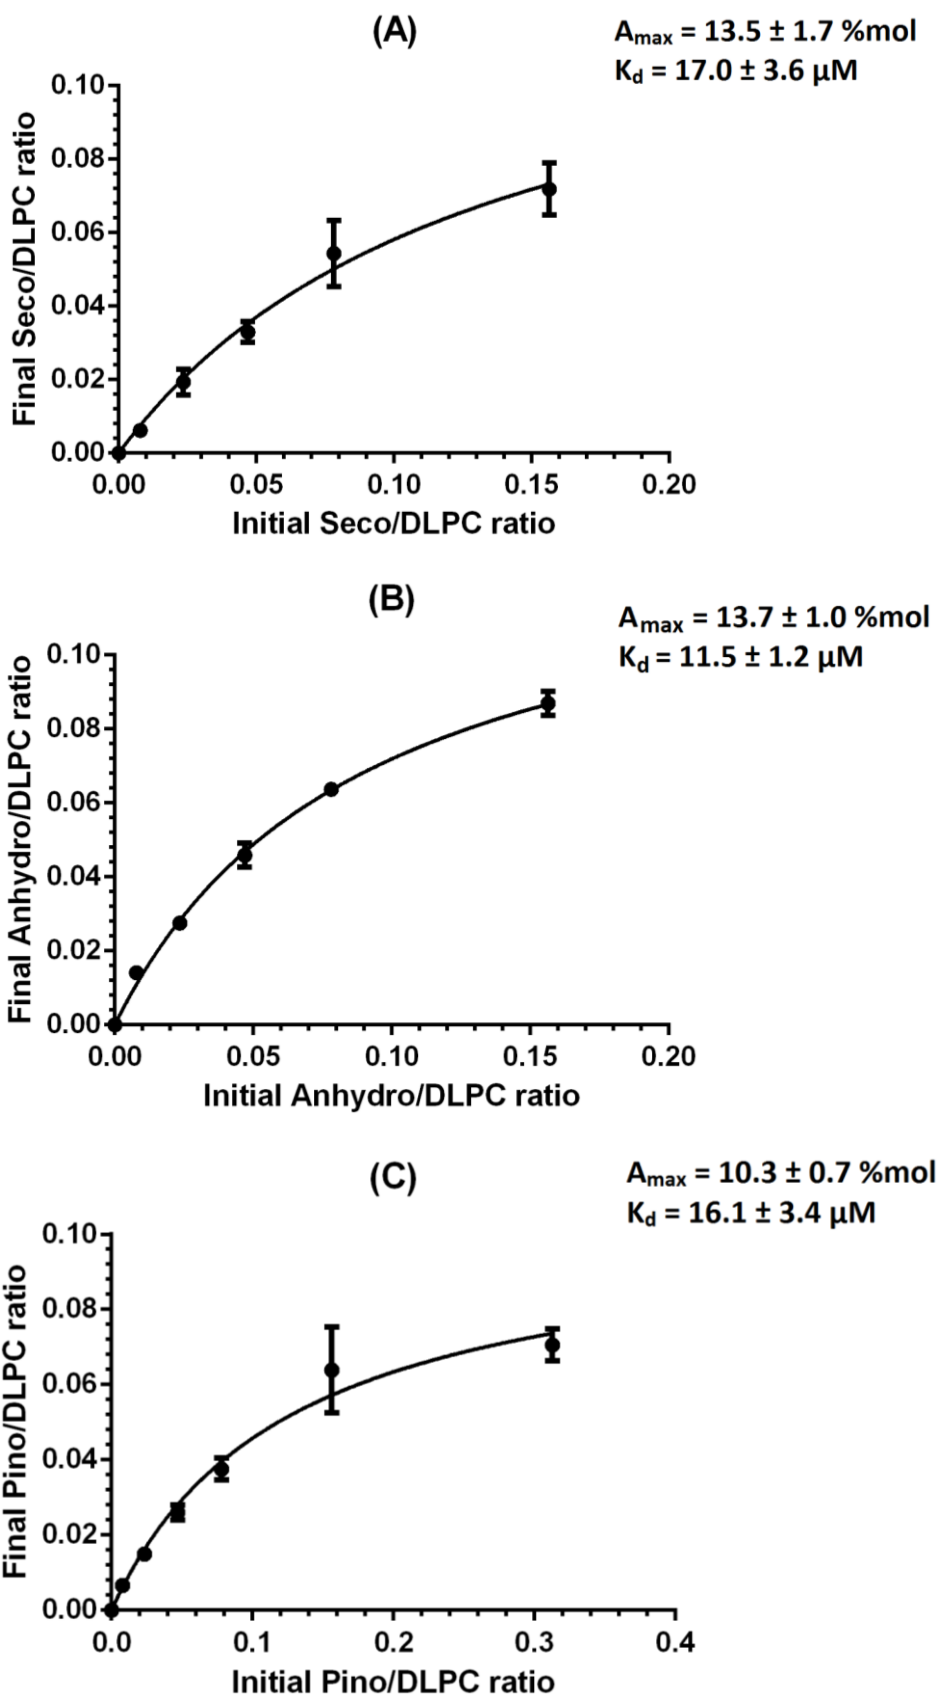 (A)
Amax = 13.5 ± 1.7 %mol
Kd = 17.0 ± 3.6 µM
Final Seco/DLPC ratio
0.10
0.08
0.06
0.04
0.02
0.00
0.00 0.05 0.10 0.15 0.20
Initial Seco/DLPC ratio
(B)
Amax = 13.7 ± 1.0 %mol
Kd = 11.5 ± 1.2 µM
Final Anhydro/DLPC ratio
0.10
0.08
0.06
0.04
0.02
0.00
0.00 0.05 0.10 0.15 0.20
Initial Anhydro/DLPC ratio
(C)
Amax = 10.3 ± 0.7 %mol
Kd = 16.1 ± 3.4 µM
Final Pino/DLPC ratio
0.10
0.08
0.06
0.04
0.02
0.00
0.0 0.1 0.2 0.3 0.4
Initial Pino/DLPC ratio